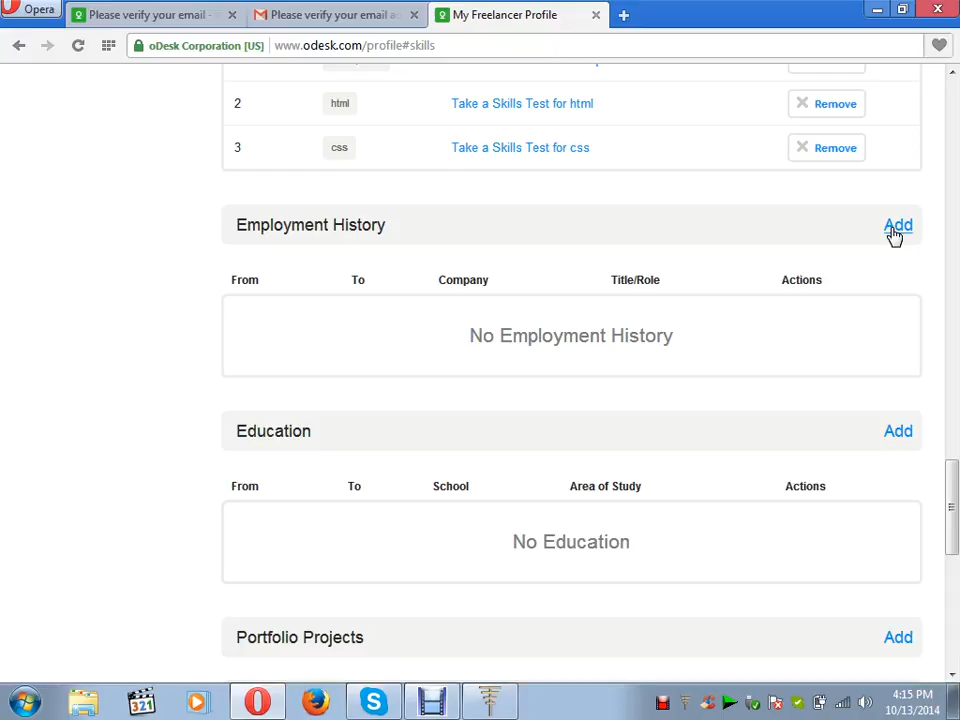 Opera
Please verify your email -
Please verify your email a
My Freelancer Profile
oDesk Corporation [US]
www.odesk.com/profile#skills
2
html
Take a Skills Test for html
Remove
3
css
Take a Skills Test for css
Remove
Employment History
Add
From
To
Company
Title/Role
Actions
No Employment History
Education
Add
From
To
School
Area of Study
Actions
No Education
Portfolio Projects
Add
321
4:15 PM
10/13/2014